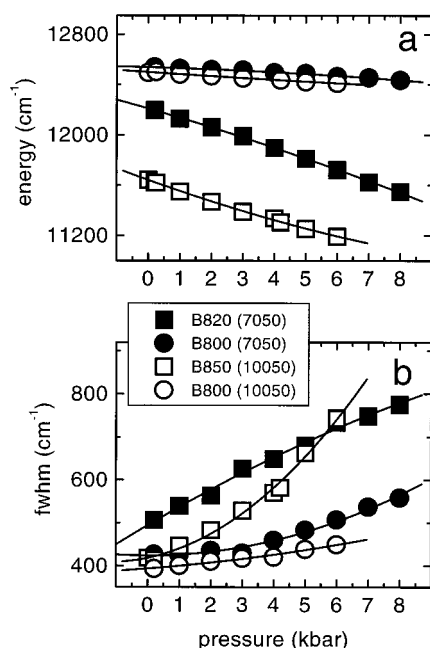 12800
a
12000
energy (cm⁻¹)
11200
0 1 2 3 4 5 6 7 8
B820 (7050)
B800 (7050)
B850 (10050)
B800 (10050)
b
800
600
fwhm (cm⁻¹)
400
0 1 2 3 4 5 6 7 8
pressure (kbar)